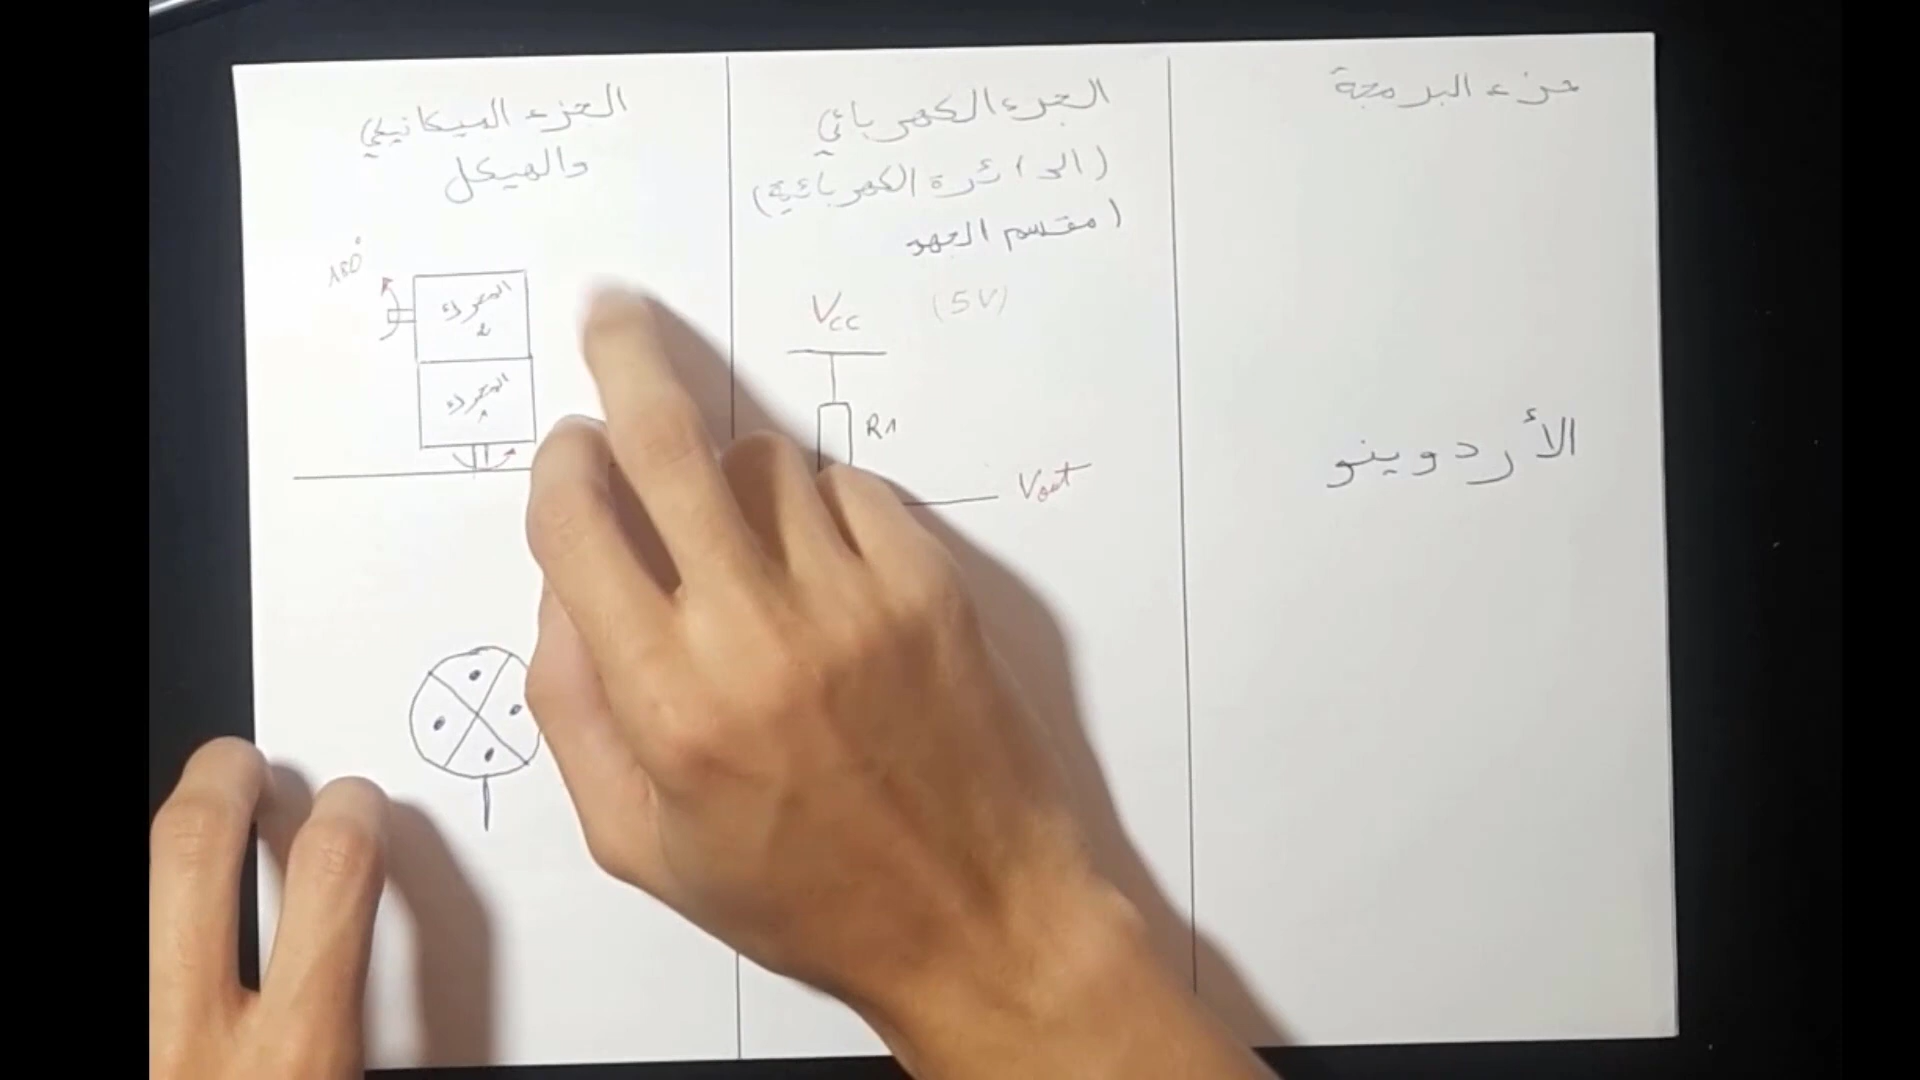 جزء البرمجة
الأردوينو
الجزء الكهربائي
(الدائرة الكهربائية)
(مقسم الجهد
(5V)
Vcc
R1
Vout
الجزء الميكانيكي
والهيكل
180°
المحرك
2
المحرك
1